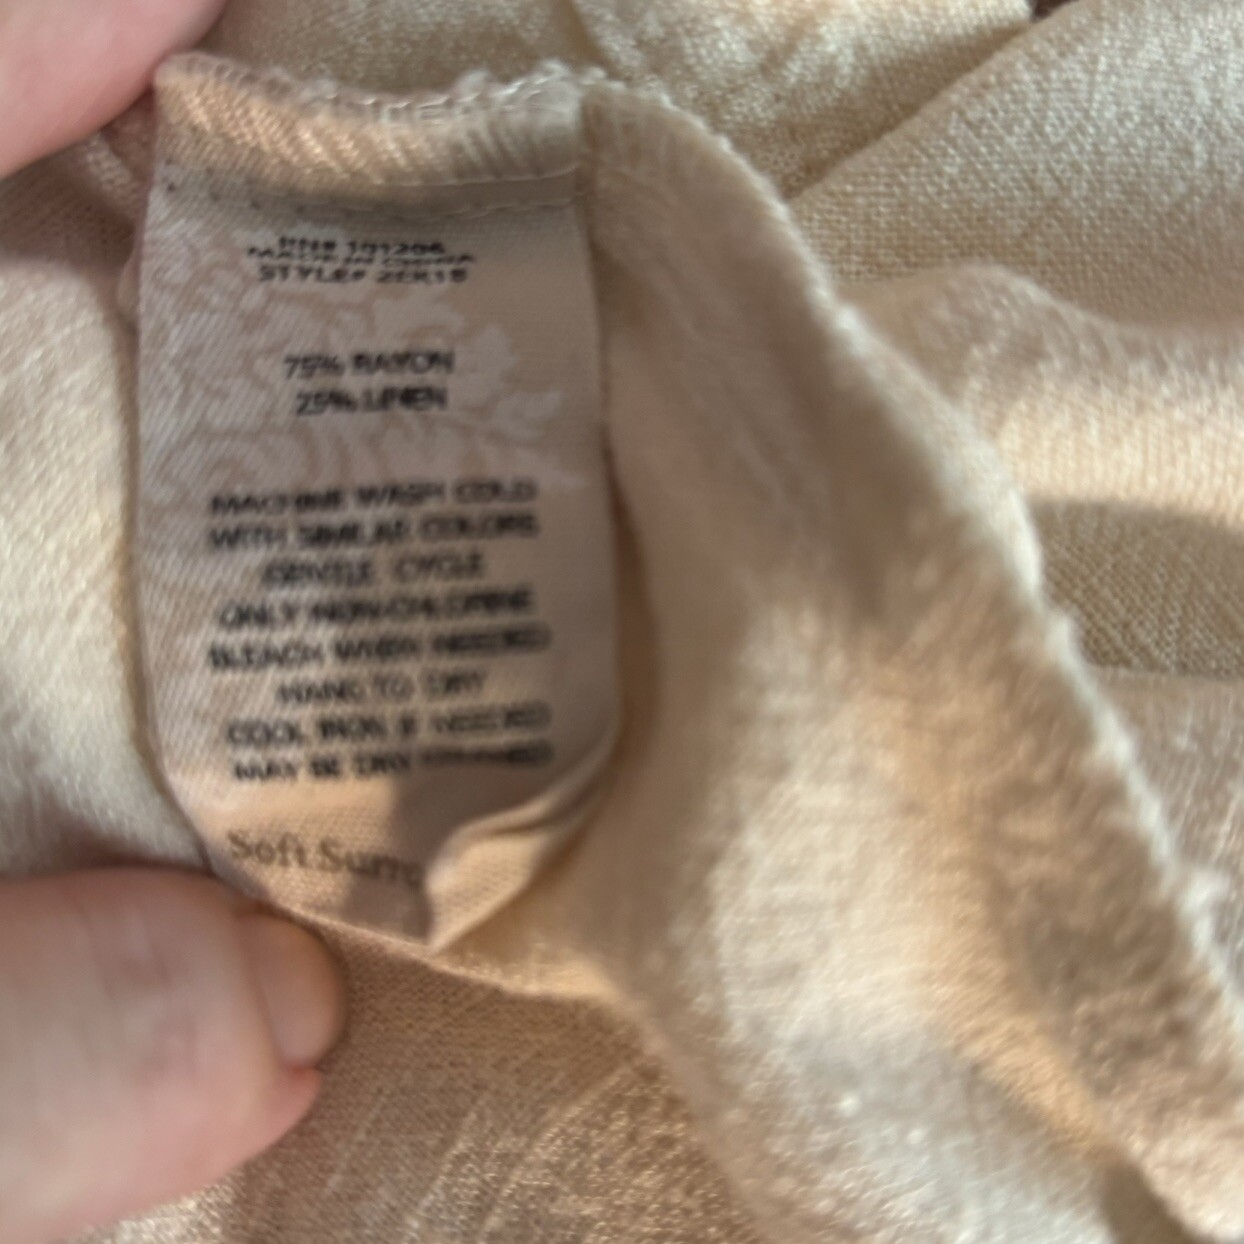 RN# 101206
MADE IN CHINA
STYLE#
75% RAYON
25% LINEN
MACHINE WASH COLD
WITH SIMILAR COLORS
GENTLE CYCLE
ONLY NON-CHLORINE
BLEACH WHEN NEEDED
HANG TO DRY
COOL IRON IF NEEDED
MAY BE DRY CLEANED
Soft Surro